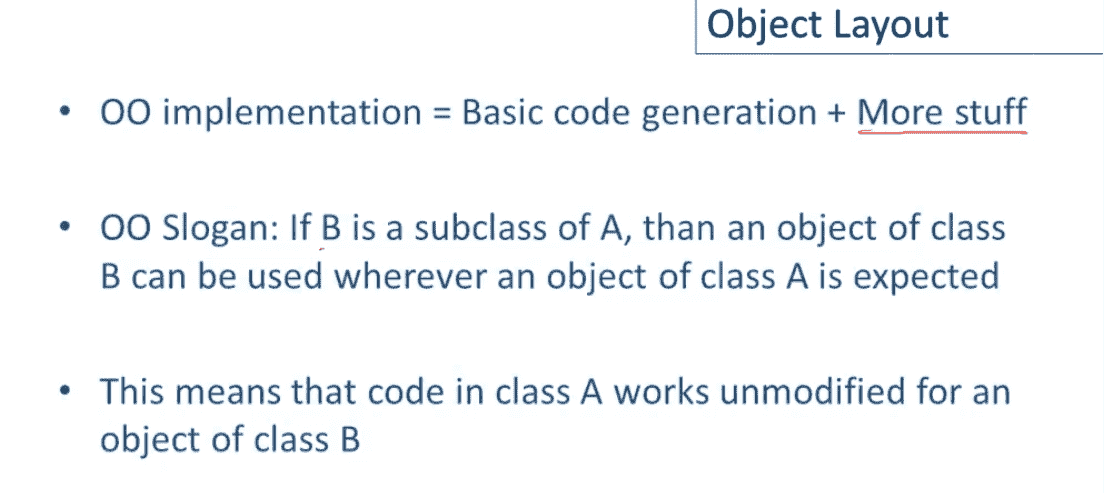 Object Layout
• OO implementation = Basic code generation + More stuff
• OO Slogan: If B is a subclass of A, than an object of class
B can be used wherever an object of class A is expected
• This means that code in class A works unmodified for an
object of class B